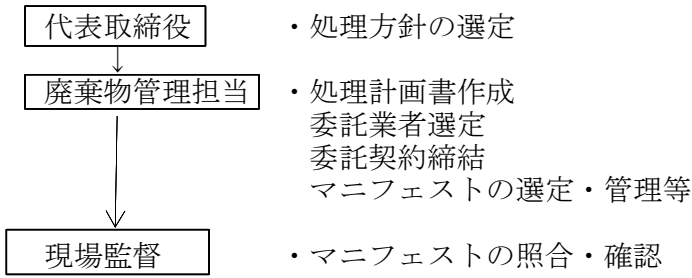 代表取締役　・処理方針の選定
廃棄物管理担当　・処理計画書作成
委託業者選定
委託契約締結
マニフェストの選定・管理等
現場監督　・マニフェストの照合・確認